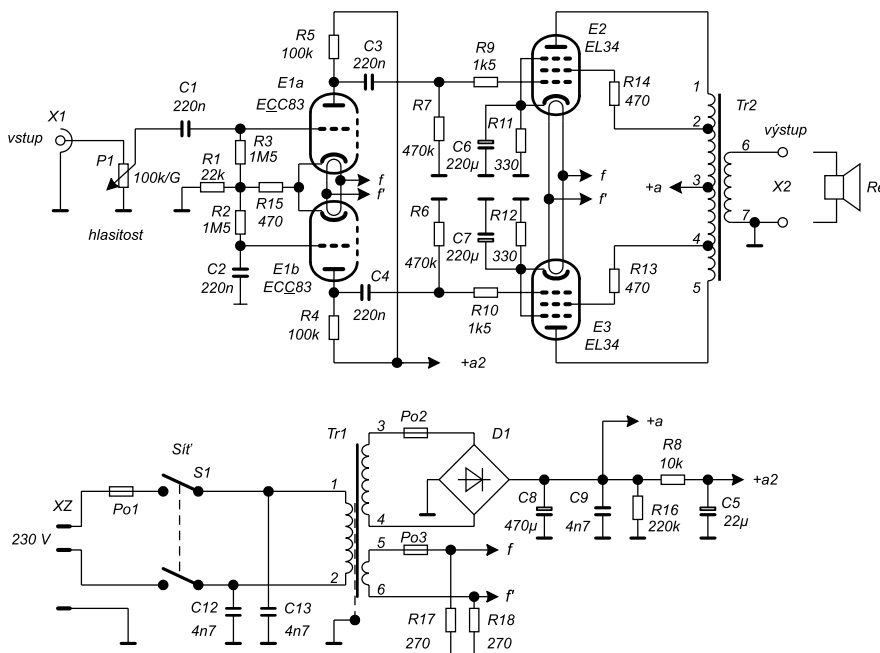 R5
100k
C3
220n
E1a
ECC83
C1
220n
X1
vstup
P1
100k/G
hlasitost
R3
1M5
R1
22k
R15
470
R2
1M5
C2
220n
E1b
ECC83
f
f'
C4
220n
R4
100k
+a2
R9
1k5
R7
470k
C6
220µ
R11
330
E2
EL34
R14
470
f
f'
R6
470k
C7
220µ
R12
330
R10
1k5
E3
EL34
R13
470
1
2
3
4
5
+a
Tr2
6
7
výstup
X2
Síť
S1
XZ
Po1
230 V
C12
4n7
C13
4n7
Tr1
1
2
3
4
5
6
Po2
D1
Po3
f
f'
R17
270
R18
270
C8
470µ
C9
4n7
+a
R8
10k
R16
220k
C5
22µ
+a2